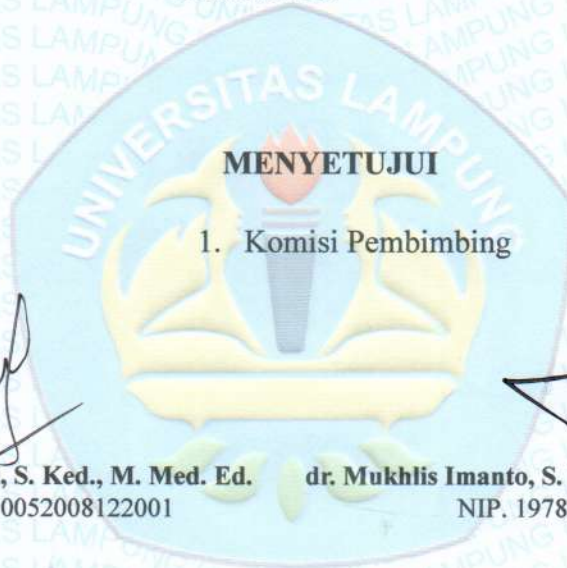 UNIVERSITAS LAMPUNG
MENYETUJUI
1. Komisi Pembimbing
, S. Ked., M. Med. Ed. dr. Mukhlis Imanto, S.
0052008122001 NIP. 1978